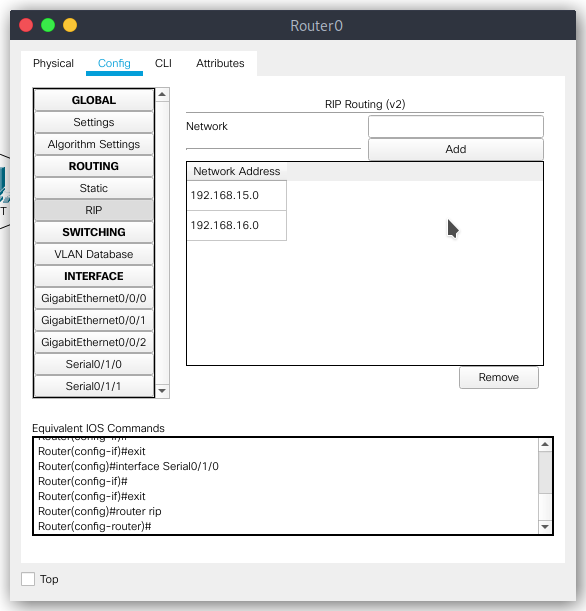 Router0
Physical
Config
CLI
Attributes
GLOBAL
Settings
Algorithm Settings
ROUTING
Static
RIP
SWITCHING
VLAN Database
INTERFACE
GigabitEthernet0/0/0
GigabitEthernet0/0/1
GigabitEthernet0/0/2
Serial0/1/0
Serial0/1/1
RIP Routing (v2)
Network
Add
Network Address
192.168.15.0
192.168.16.0
Remove
Equivalent IOS Commands
Router(config-if)#
Router(config-if)#exit
Router(config)#interface Serial0/1/0
Router(config-if)#
Router(config-if)#exit
Router(config)#router rip
Router(config-router)#
Top